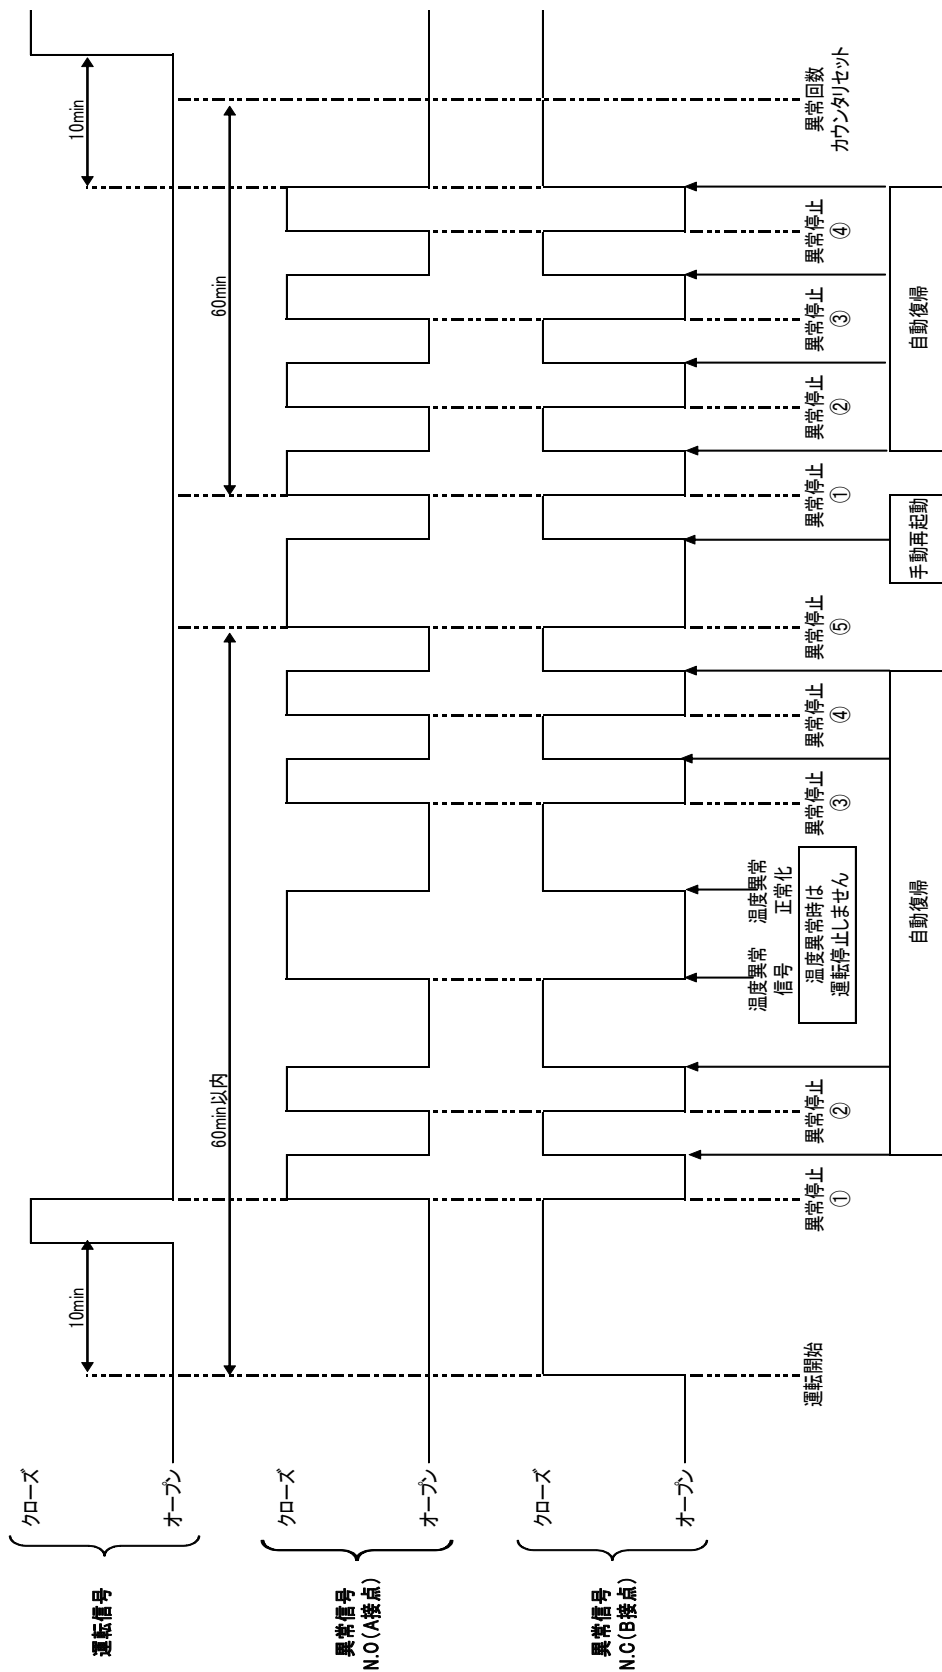 運転信号
クローズ
オープン
10min
10min
60min以内
60min
異常信号
N.O(A接点)
クローズ
オープン
異常信号
N.C(B接点)
クローズ
オープン
運転開始
異常停止
①
異常停止
②
温度異常
信号
温度異常
正常化
温度異常時は
運転停止しません
異常停止
③
異常停止
④
異常停止
⑤
異常停止
①
異常停止
②
異常停止
③
異常停止
④
異常回数
カウンタリセット
自動復帰
手動再起動
自動復帰